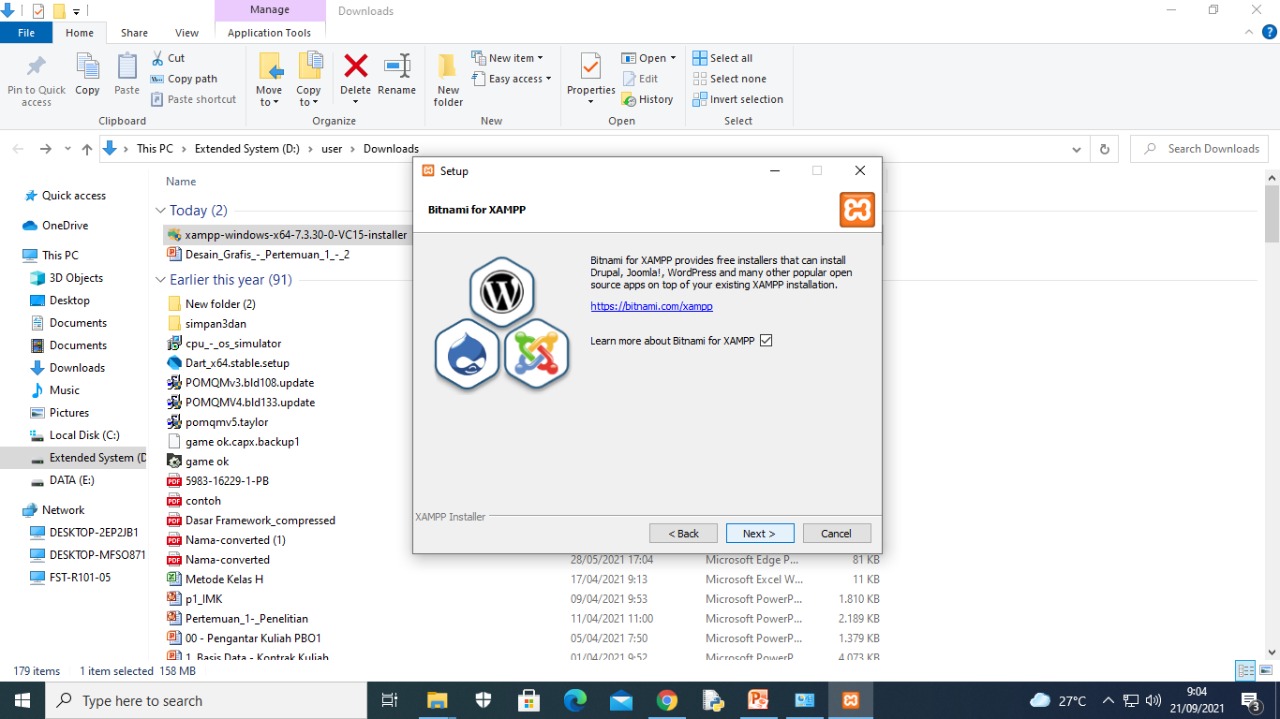 Manage
Downloads
File
Home
Share
View
Application Tools
Pin to Quick access
Copy
Paste
Cut
Copy path
Paste shortcut
Clipboard
Move to
Copy to
Delete
Rename
Organize
New folder
New item
Easy access
New
Properties
Open
Edit
History
Open
Select all
Select none
Invert selection
Select
This PC > Extended System (D:) > user > Downloads
Search Downloads
Quick access
OneDrive
This PC
3D Objects
Desktop
Documents
Documents
Downloads
Music
Pictures
Local Disk (C:)
Extended System (D
DATA (E:)
Network
DESKTOP-2EP2JB1
DESKTOP-MFSO871
FST-R101-05
Name
Today (2)
xampp-windows-x64-7.3.30-0-VC15-installer
Desain_Grafis_-_Pertemuan_1_-_2
Earlier this year (91)
New folder (2)
simpan3dan
cpu_-_os_simulator
Dart_x64.stable.setup
POMQMv3.bld108.update
POMQMV4.bld133.update
pomqmv5.taylor
game ok.capx.backup1
game ok
5983-16229-1-PB
contoh
Dasar Framework_compressed
Nama-converted (1)
Nama-converted 28/05/2021 17:04 Microsoft Edge P... 81 KB
Metode Kelas H 17/04/2021 9:13 Microsoft Excel W... 11 KB
p1_IMK 09/04/2021 9:53 Microsoft PowerP... 1.810 KB
Pertemuan_1-_Penelitian 11/04/2021 11:00 Microsoft PowerP... 2.189 KB
00 - Pengantar Kuliah PBO1 05/04/2021 7:50 Microsoft PowerP... 1.379 KB
1_Basis Data - Kontrak Kuliah 01/04/2021 9:52 Microsoft PowerP... 4.073 KB
Setup
Bitnami for XAMPP
Bitnami for XAMPP provides free installers that can install
Drupal, Joomla!, WordPress and many other popular open
source apps on top of your existing XAMPP installation.
https://bitnami.com/xampp
Learn more about Bitnami for XAMPP
XAMPP Installer
< Back
Next >
Cancel
179 items
1 item selected 158 MB
Type here to search
27°C
9:04
21/09/2021
3